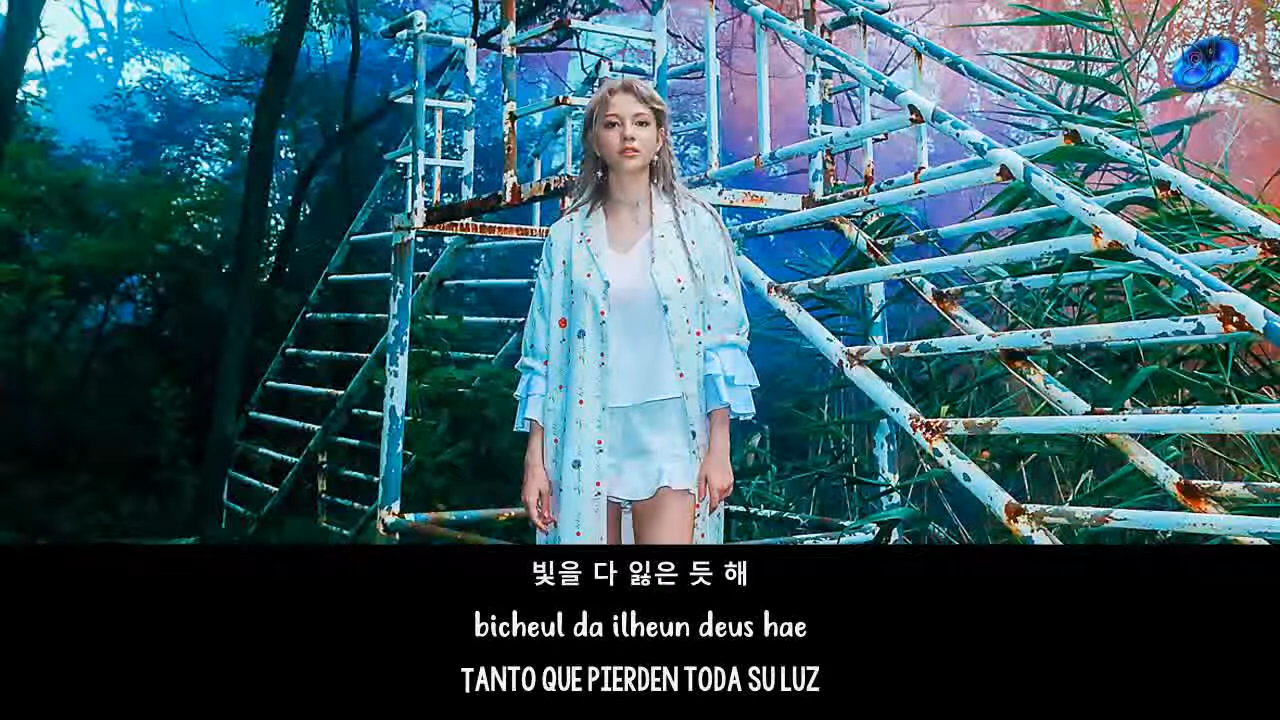 빛을 다 잃은 듯 해
bicheul da ilheun deus hae
TANTO QUE PIERDEN TODA SU LUZ